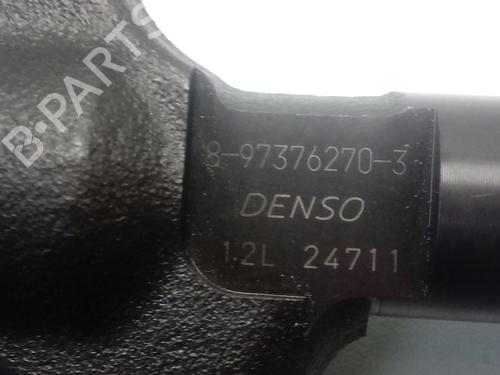 B-PARTS
8-97376270-3
DENSO
1.2L 24711